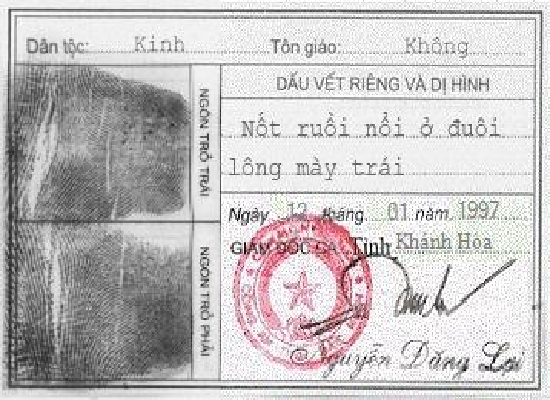 Dân tộc: Kinh Tôn giáo: Không
DẤU VẾT RIÊNG VÀ DỊ HÌNH
Nốt ruồi nổi ở đuôi
lông mày trái
NGÓN TRỎ TRÁI
NGÓN TRỎ PHẢI
Ngày 12 tháng 01 năm 1997
GIÁM ĐỐC CA Tỉnh Khánh Hòa
Nguyễn Đăng Lợi